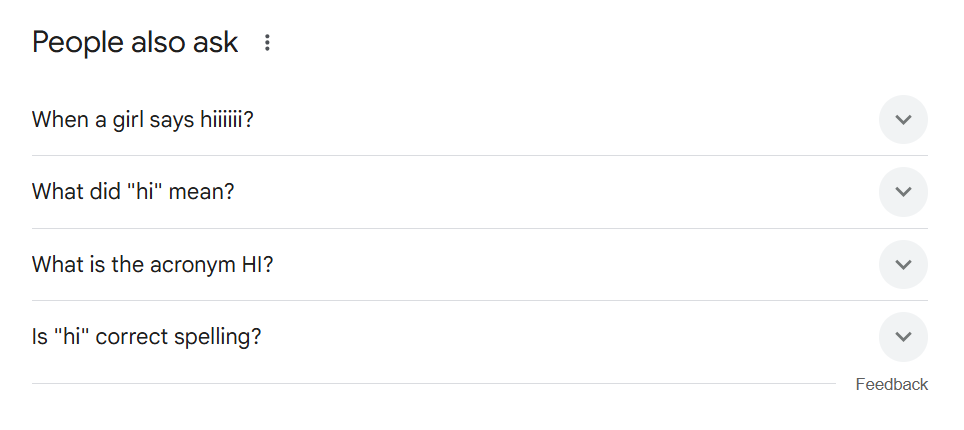 People also ask
When a girl says hiiiiii?
What did "hi" mean?
What is the acronym HI?
Is "hi" correct spelling?
Feedback